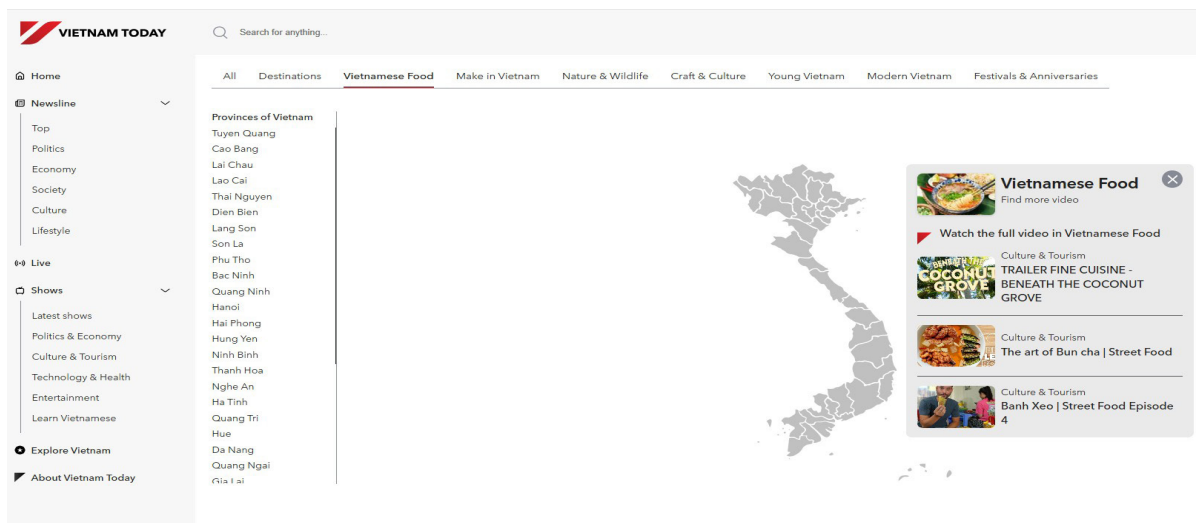 VIETNAM TODAY
Search for anything...
Home
Newsline
Top
Politics
Economy
Society
Culture
Lifestyle
Live
Shows
Latest shows
Politics & Economy
Culture & Tourism
Technology & Health
Entertainment
Learn Vietnamese
Explore Vietnam
About Vietnam Today
All Destinations Vietnamese Food Make in Vietnam Nature & Wildlife Craft & Culture Young Vietnam Modern Vietnam Festivals & Anniversaries
Provinces of Vietnam
Tuyen Quang
Cao Bang
Lai Chau
Lao Cai
Thai Nguyen
Dien Bien
Lang Son
Son La
Phu Tho
Bac Ninh
Quang Ninh
Hanoi
Hai Phong
Hung Yen
Ninh Binh
Thanh Hoa
Nghe An
Ha Tinh
Quang Tri
Hue
Da Nang
Quang Ngai
Gia Lai
Vietnamese Food
Find more video
Watch the full video in Vietnamese Food
BENEATH THE
COCONUT
GROVE
Culture & Tourism
TRAILER FINE CUISINE -
BENEATH THE COCONUT
GROVE
Culture & Tourism
The art of Bun cha | Street Food
Culture & Tourism
Banh Xeo | Street Food Episode
4